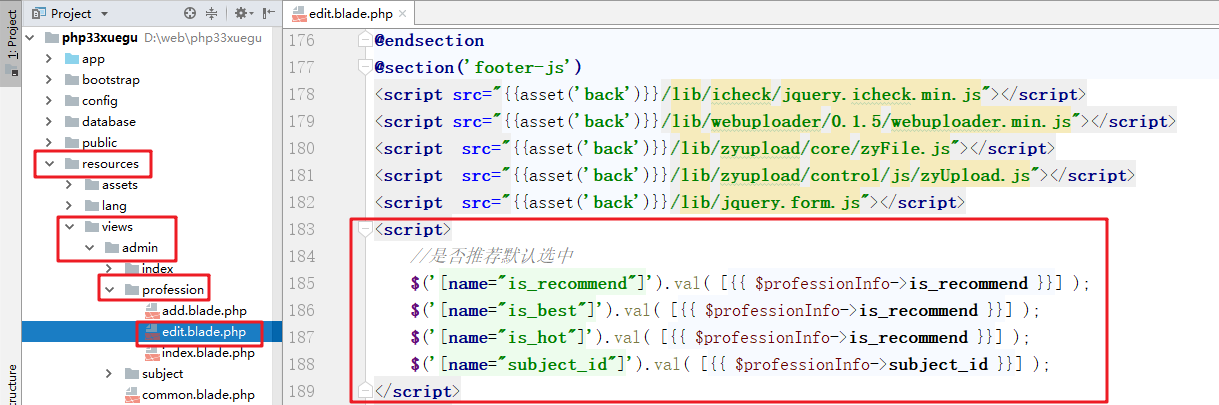 1: Project
Structure
Project
php33xuegu D:\web\php33xuegu
app
bootstrap
config
database
public
resources
assets
lang
views
admin
index
profession
add.blade.php
edit.blade.php
index.blade.php
subject
common.blade.php
edit.blade.php
176 @endsection
177 @section('footer-js')
178 <script src="{{asset('back')}}/lib/icheck/jquery.icheck.min.js"></script>
179 <script src="{{asset('back')}}/lib/webuploader/0.1.5/webuploader.min.js"></script>
180 <script  src="{{asset('back')}}/lib/zyupload/core/zyFile.js"></script>
181 <script  src="{{asset('back')}}/lib/zyupload/control/js/zyUpload.js"></script>
182 <script  src="{{asset('back')}}/lib/jquery.form.js"></script>
183 <script>
184 //是否推荐默认选中
185 $('[name="is_recommend"]').val( [{{ $professionInfo->is_recommend }}] );
186 $('[name="is_best"]').val( [{{ $professionInfo->is_recommend }}] );
187 $('[name="is_hot"]').val( [{{ $professionInfo->is_recommend }}] );
188 $('[name="subject_id"]').val( [{{ $professionInfo->subject_id }}] );
189 </script>